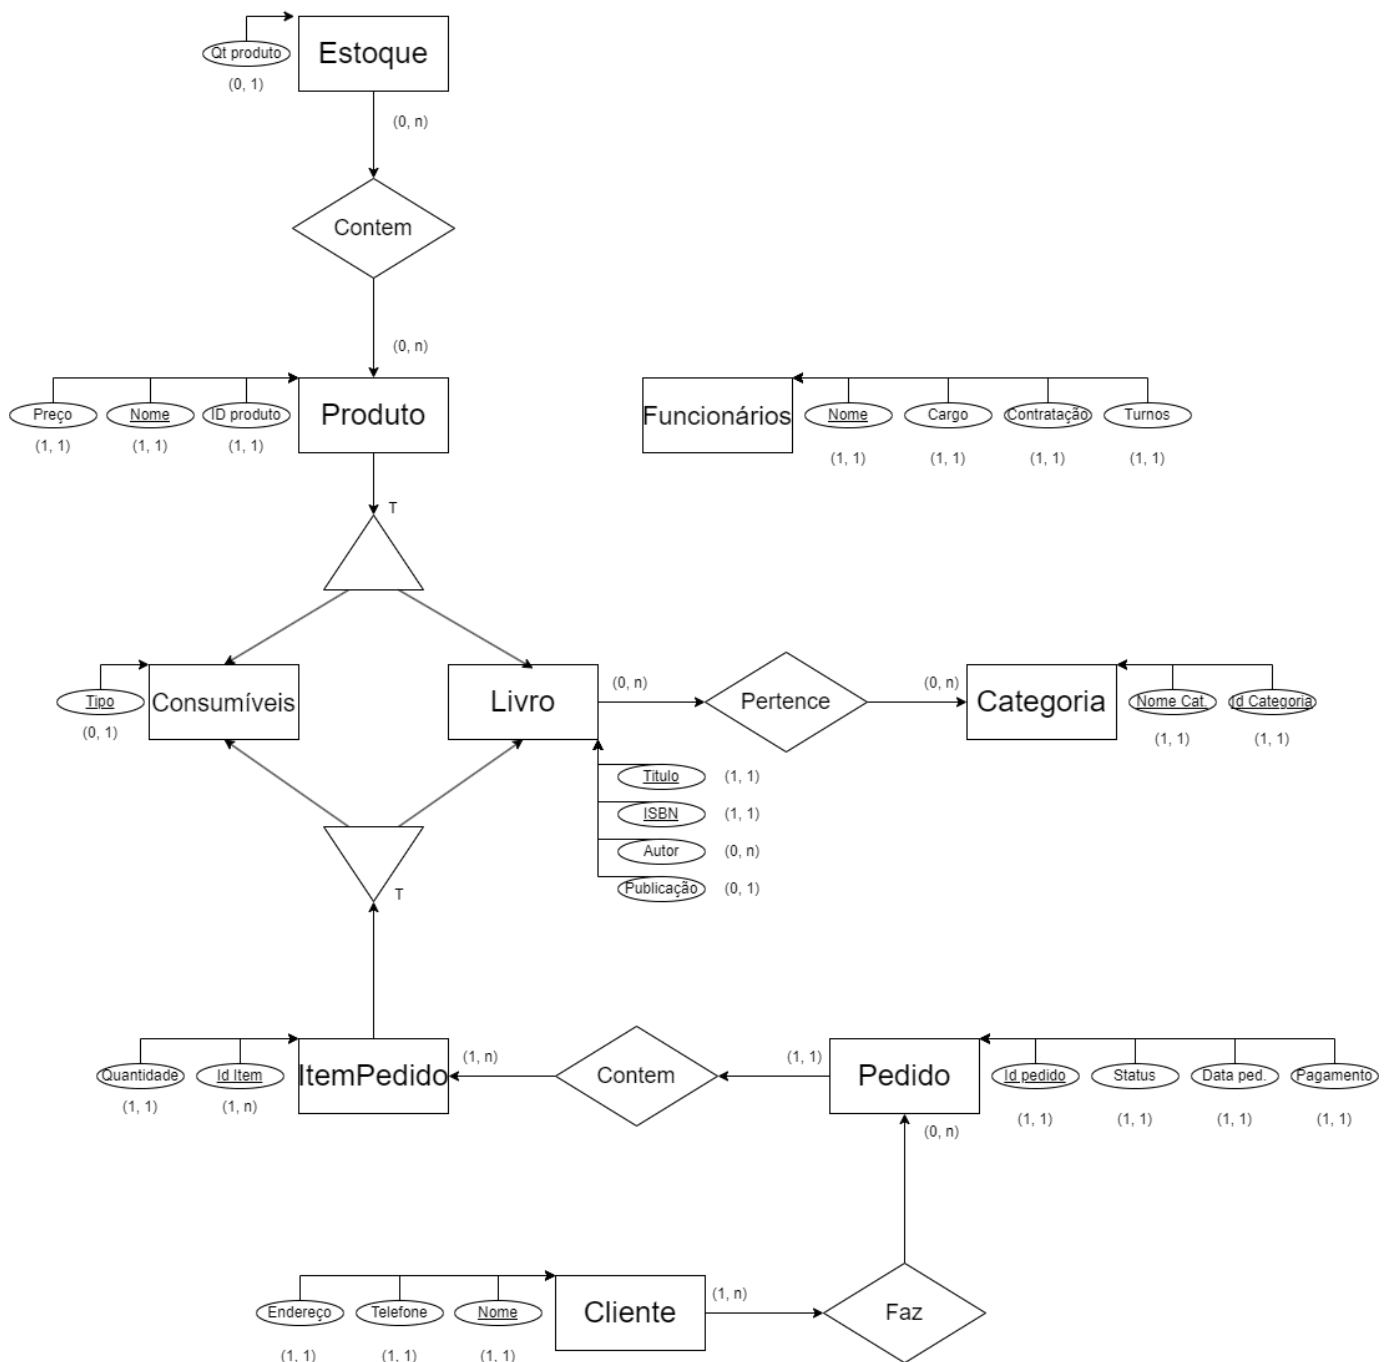 Estoque
Qt produto
(0, 1)
(0, n)
Contem
(0, n)
Produto
Preço
Nome
ID produto
(1, 1)
(1, 1)
(1, 1)
Funcionários
Nome
Cargo
Contratação
Turnos
(1, 1)
(1, 1)
(1, 1)
(1, 1)
T
Consumíveis
Tipo
(0, 1)
Livro
(0, n)
Pertence
(0, n)
Categoria
Nome Cat.
Id Categoria
(1, 1)
(1, 1)
Titulo
(1, 1)
ISBN
(1, 1)
Autor
(0, n)
Publicação
(0, 1)
T
Quantidade
Id Item
(1, 1)
(1, n)
ItemPedido
(1, n)
Contem
(1, 1)
Pedido
(0, n)
Id pedido
Status
Data ped.
Pagamento
(1, 1)
(1, 1)
(1, 1)
(1, 1)
Endereço
Telefone
Nome
(1, 1)
(1, 1)
(1, 1)
Cliente
(1, n)
Faz